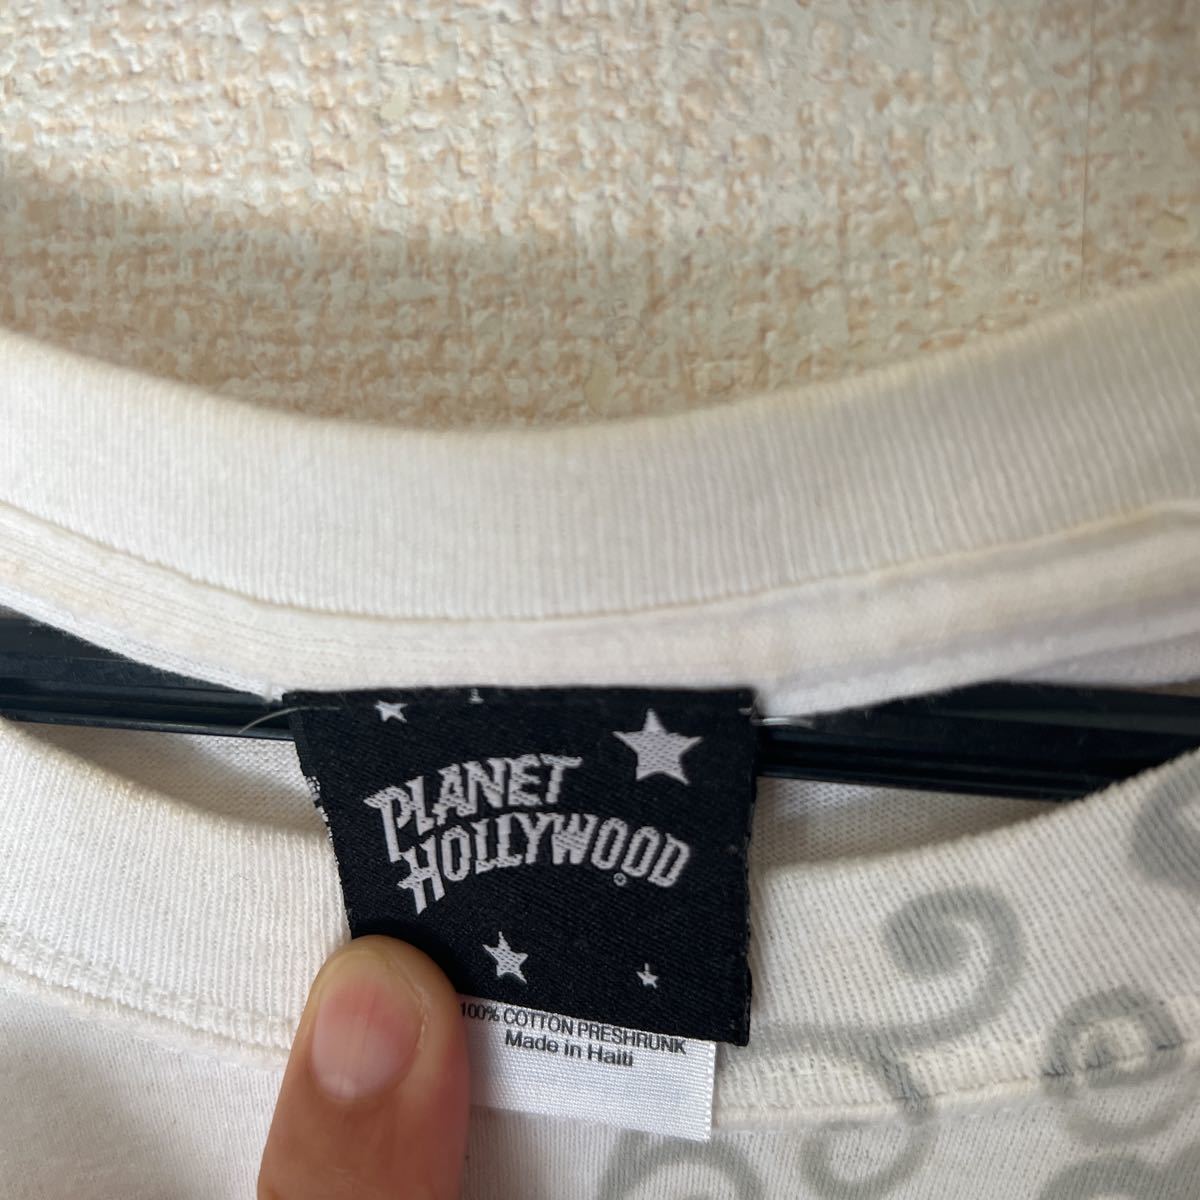 PLANET
HOLLYWOOD®
100% COTTON PRESHRUNK
Made in Haiti